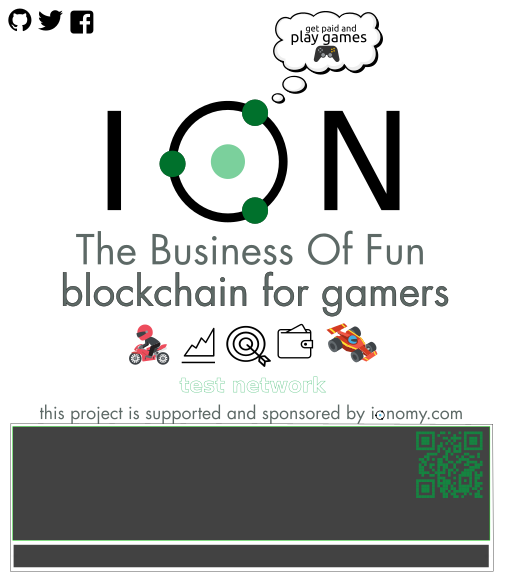 get paid and
play games
ION
The Business Of Fun
blockchain for gamers
test network
this project is supported and sponsored by ionomy.com